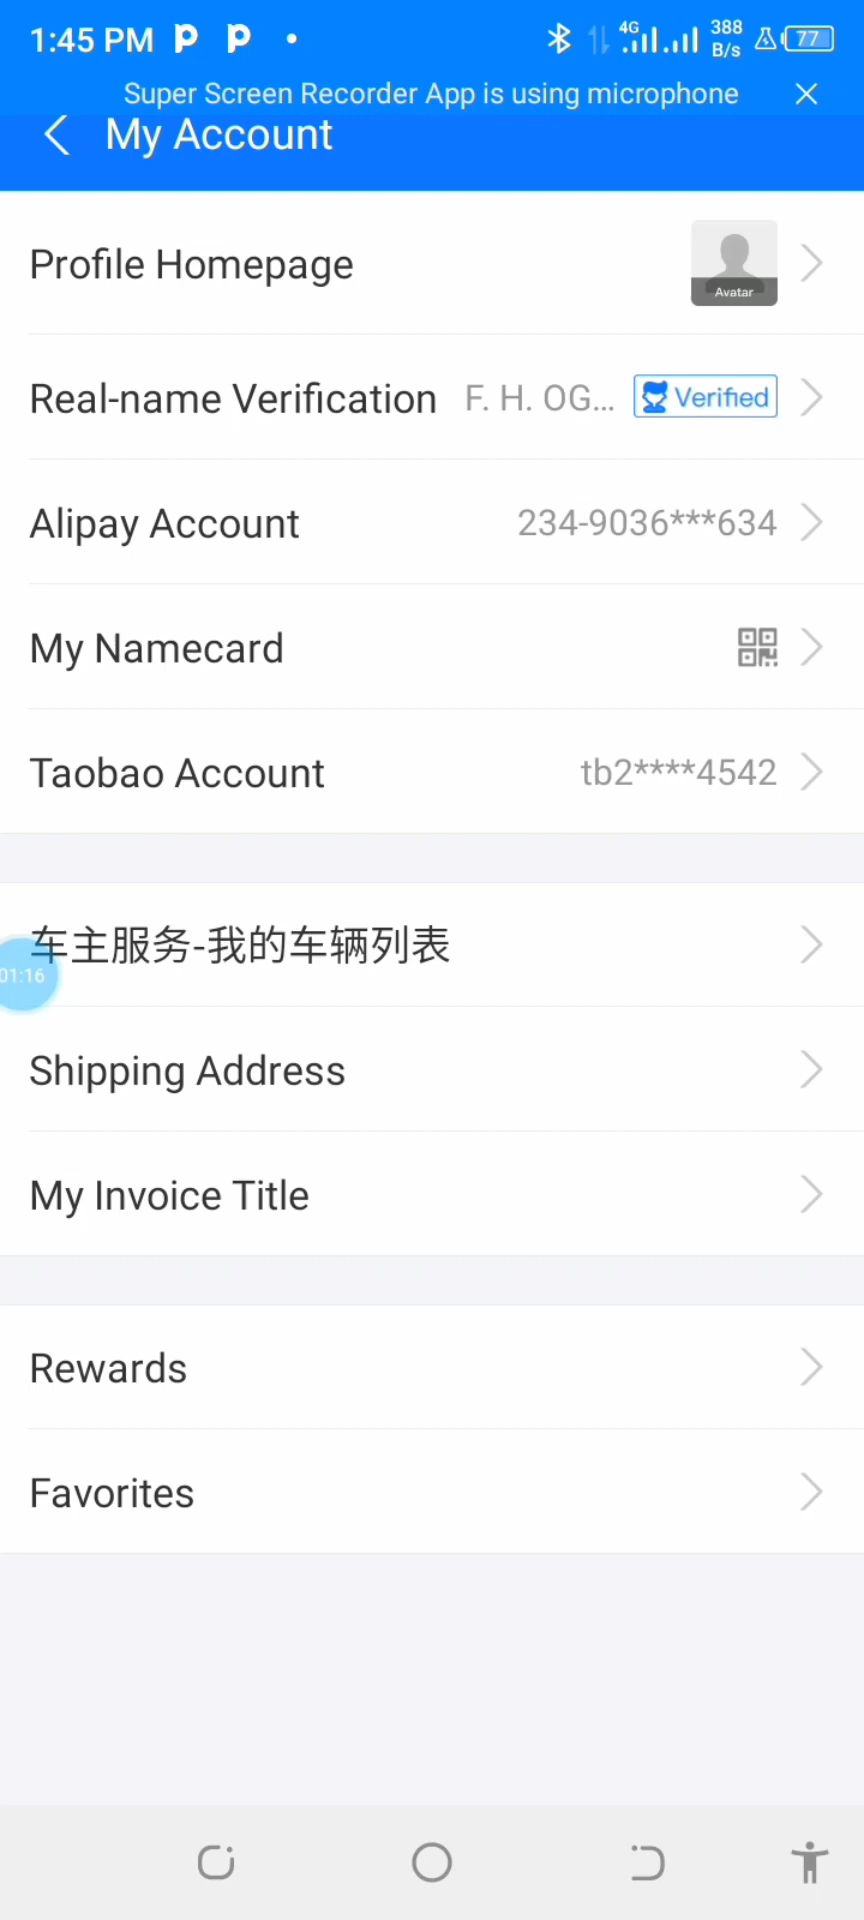 1:45 PM
4G
388
B/s
77
Super Screen Recorder App is using microphone
My Account
Profile Homepage
Avatar
Real-name Verification F. H. OG... Verified
Alipay Account 234-9036***634
My Namecard
Taobao Account tb2****4542
车主服务-我的车辆列表
01:16
Shipping Address
My Invoice Title
Rewards
Favorites